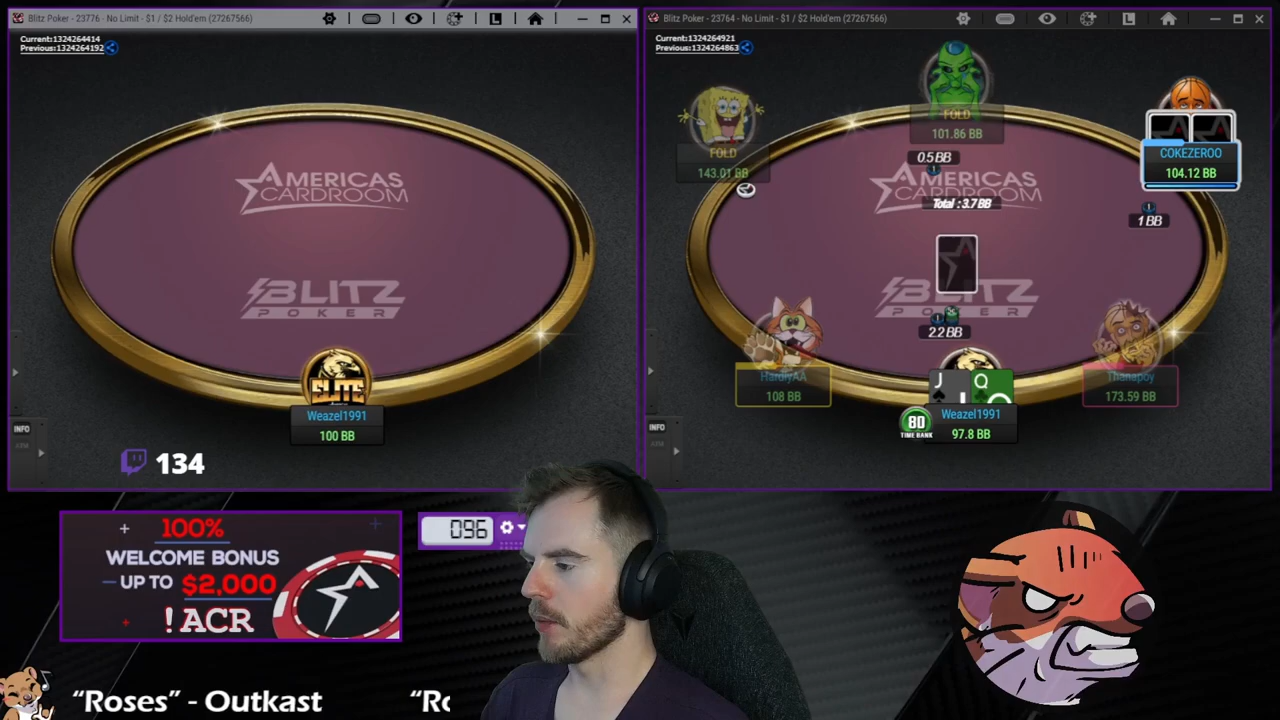 Blitz Poker - 23776 - No Limit - $1 / $2 Hold'em (27267566)
L
Current:1324264414
Previous:1324264192
AMERICAS
CARDROOM
BLITZ
POKER
ELITE
Weazel1991
100 BB
INFO
134
Blitz Poker - 23764 - No Limit - $1 / $2 Hold'em (27267566)
L
Current:1324264921
Previous:1324264863
FOLD
101.86 BB
FOLD
143.01 BB
COKEZEROO
104.12 BB
0.5 BB
AMERICAS
CARDROOM
Total : 3.7 BB
1 BB
BLITZ
POKER
2.2 BB
HardlyAA
108 BB
J
Q
Thanapoy
173.59 BB
80
TIME BANK
Weazel1991
97.8 BB
INFO
100%
WELCOME BONUS
UP TO $2,000
!ACR
096
“Roses” - Outkast
“Ro